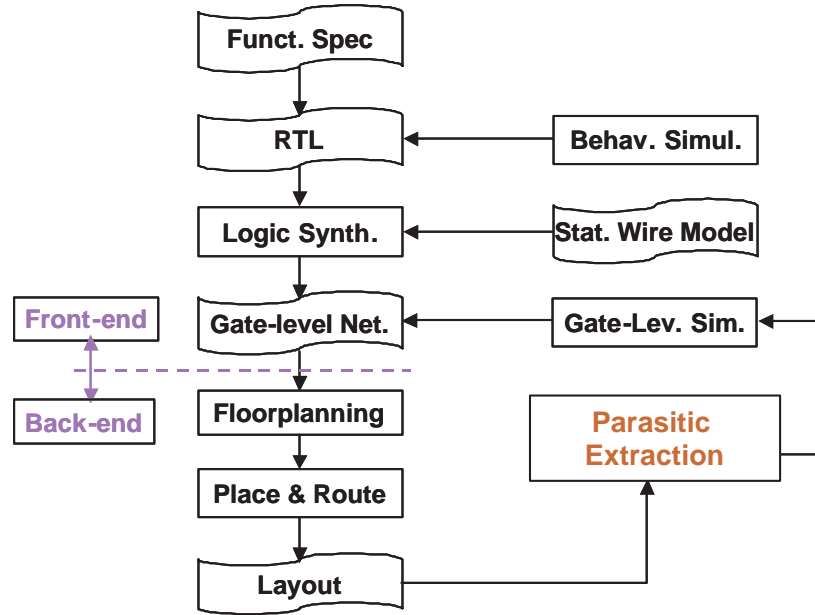 Funct. Spec
RTL
Behav. Simul.
Logic Synth.
Stat. Wire Model
Front-end
Gate-level Net.
Gate-Lev. Sim.
Back-end
Floorplanning
Parasitic
Extraction
Place & Route
Layout